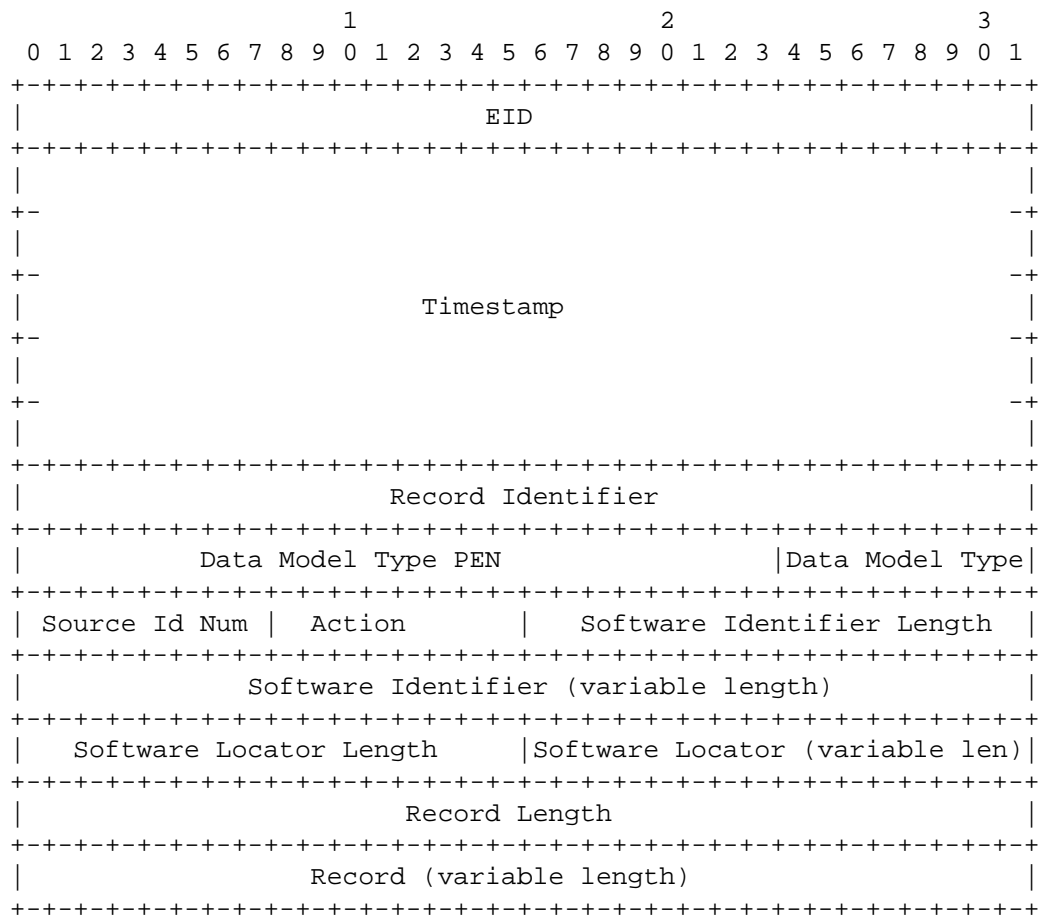 1                   2                   3
 0 1 2 3 4 5 6 7 8 9 0 1 2 3 4 5 6 7 8 9 0 1 2 3 4 5 6 7 8 9 0 1
+-+-+-+-+-+-+-+-+-+-+-+-+-+-+-+-+-+-+-+-+-+-+-+-+-+-+-+-+-+-+-+-+
|                             EID                               |
+-+-+-+-+-+-+-+-+-+-+-+-+-+-+-+-+-+-+-+-+-+-+-+-+-+-+-+-+-+-+-+-+
|                                                               |
+-                                                             -+
|                                                               |
+-                                                             -+
|                         Timestamp                             |
+-                                                             -+
|                                                               |
+-                                                             -+
|                                                               |
+-+-+-+-+-+-+-+-+-+-+-+-+-+-+-+-+-+-+-+-+-+-+-+-+-+-+-+-+-+-+-+-+
|                       Record Identifier                       |
+-+-+-+-+-+-+-+-+-+-+-+-+-+-+-+-+-+-+-+-+-+-+-+-+-+-+-+-+-+-+-+-+
|           Data Model Type PEN                 |Data Model Type|
+-+-+-+-+-+-+-+-+-+-+-+-+-+-+-+-+-+-+-+-+-+-+-+-+-+-+-+-+-+-+-+-+
| Source Id Num |  Action       |   Software Identifier Length  |
+-+-+-+-+-+-+-+-+-+-+-+-+-+-+-+-+-+-+-+-+-+-+-+-+-+-+-+-+-+-+-+-+
|              Software Identifier (variable length)            |
+-+-+-+-+-+-+-+-+-+-+-+-+-+-+-+-+-+-+-+-+-+-+-+-+-+-+-+-+-+-+-+-+
|   Software Locator Length     |Software Locator (variable len)|
+-+-+-+-+-+-+-+-+-+-+-+-+-+-+-+-+-+-+-+-+-+-+-+-+-+-+-+-+-+-+-+-+
|                        Record Length                          |
+-+-+-+-+-+-+-+-+-+-+-+-+-+-+-+-+-+-+-+-+-+-+-+-+-+-+-+-+-+-+-+-+
|                  Record (variable length)                     |
+-+-+-+-+-+-+-+-+-+-+-+-+-+-+-+-+-+-+-+-+-+-+-+-+-+-+-+-+-+-+-+-+